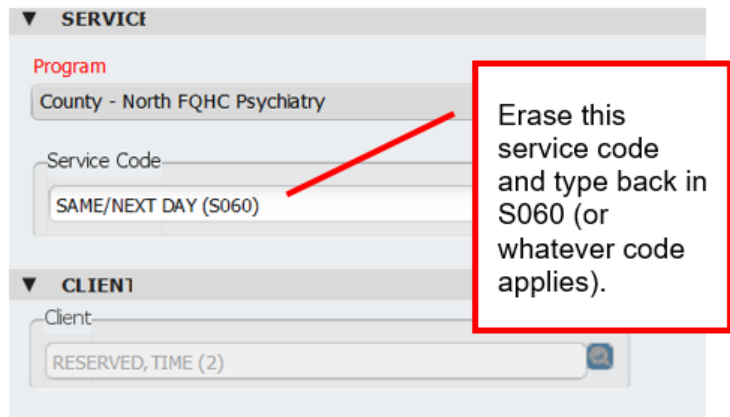 ▼ SERVICE
Program
County - North FQHC Psychiatry
Service Code
SAME/NEXT DAY (S060)
Erase this
service code
and type back in
S060 (or
whatever code
applies).
▼ CLIENT
Client
RESERVED, TIME (2)